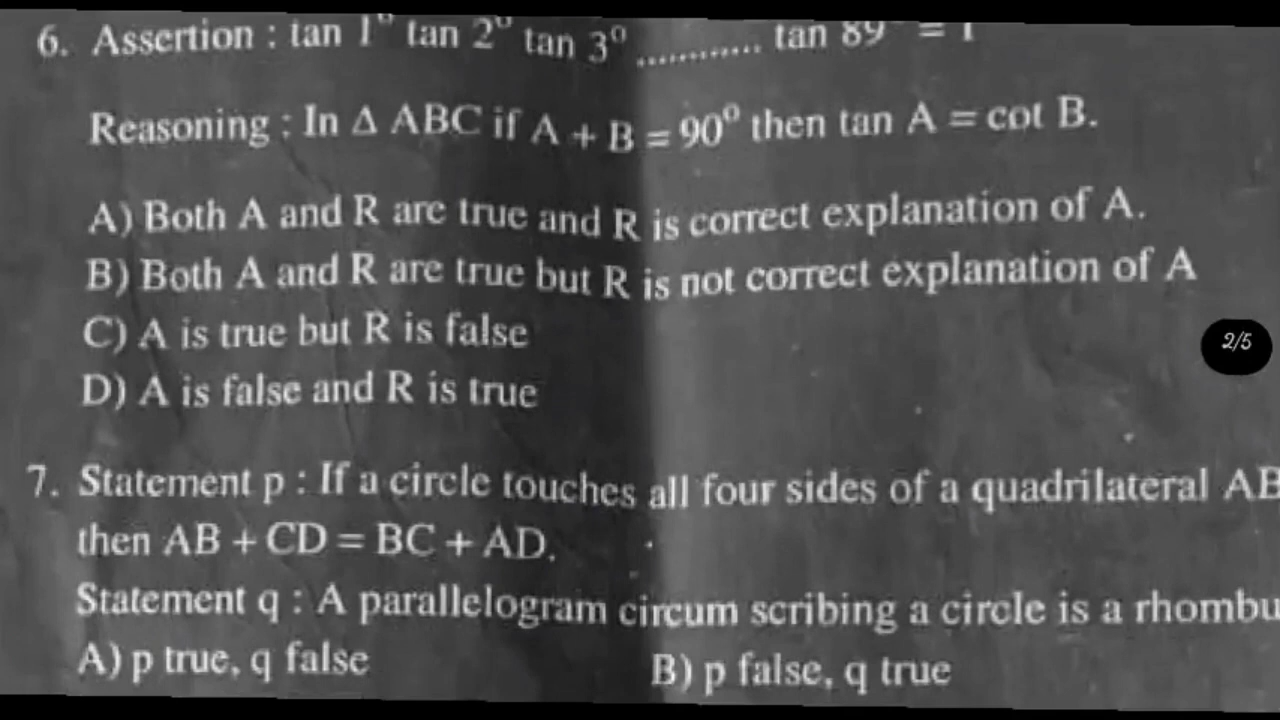 6. Assertion : tan 1° tan 2° tan 3° ............ tan 89° = 1
Reasoning : In Δ ABC if A + B = 90° then tan A = cot B.
A) Both A and R are true and R is correct explanation of A.
B) Both A and R are true but R is not correct explanation of A
C) A is true but R is false
2/5
D) A is false and R is true
7. Statement p : If a circle touches all four sides of a quadrilateral AB
then AB + CD = BC + AD.
Statement q : A parallelogram circum scribing a circle is a rhombu
A) p true, q false B) p false, q true